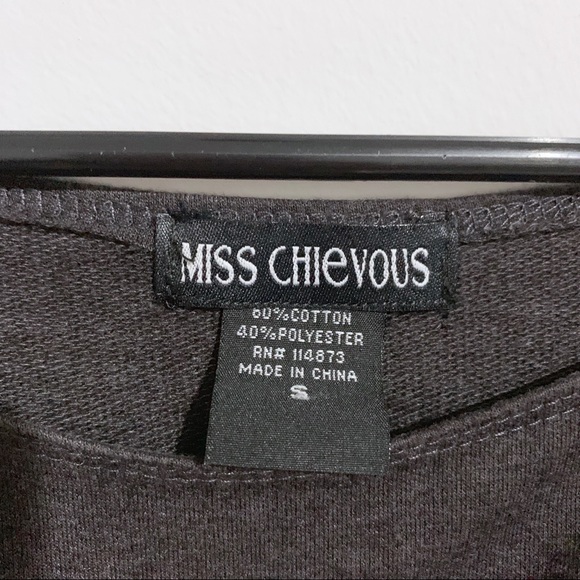 MISS CHIeVOUS
60%COTTON
40%POLYESTER
RN# 114873
MADE IN CHINA
S